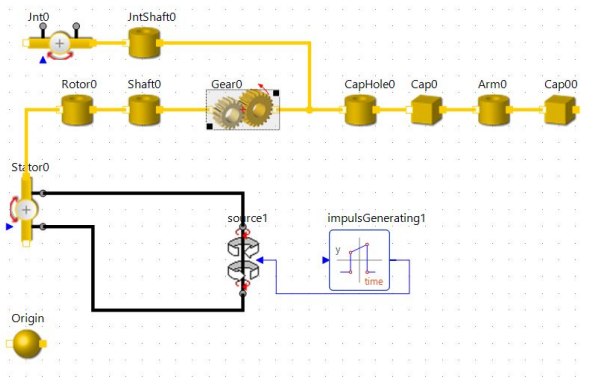 Jnt0
JntShaft0
Rotor0
Shaft0
Gear0
CapHole0
Cap0
Arm0
Cap00
Stator0
source1
impulsGenerating1
y
time
Origin